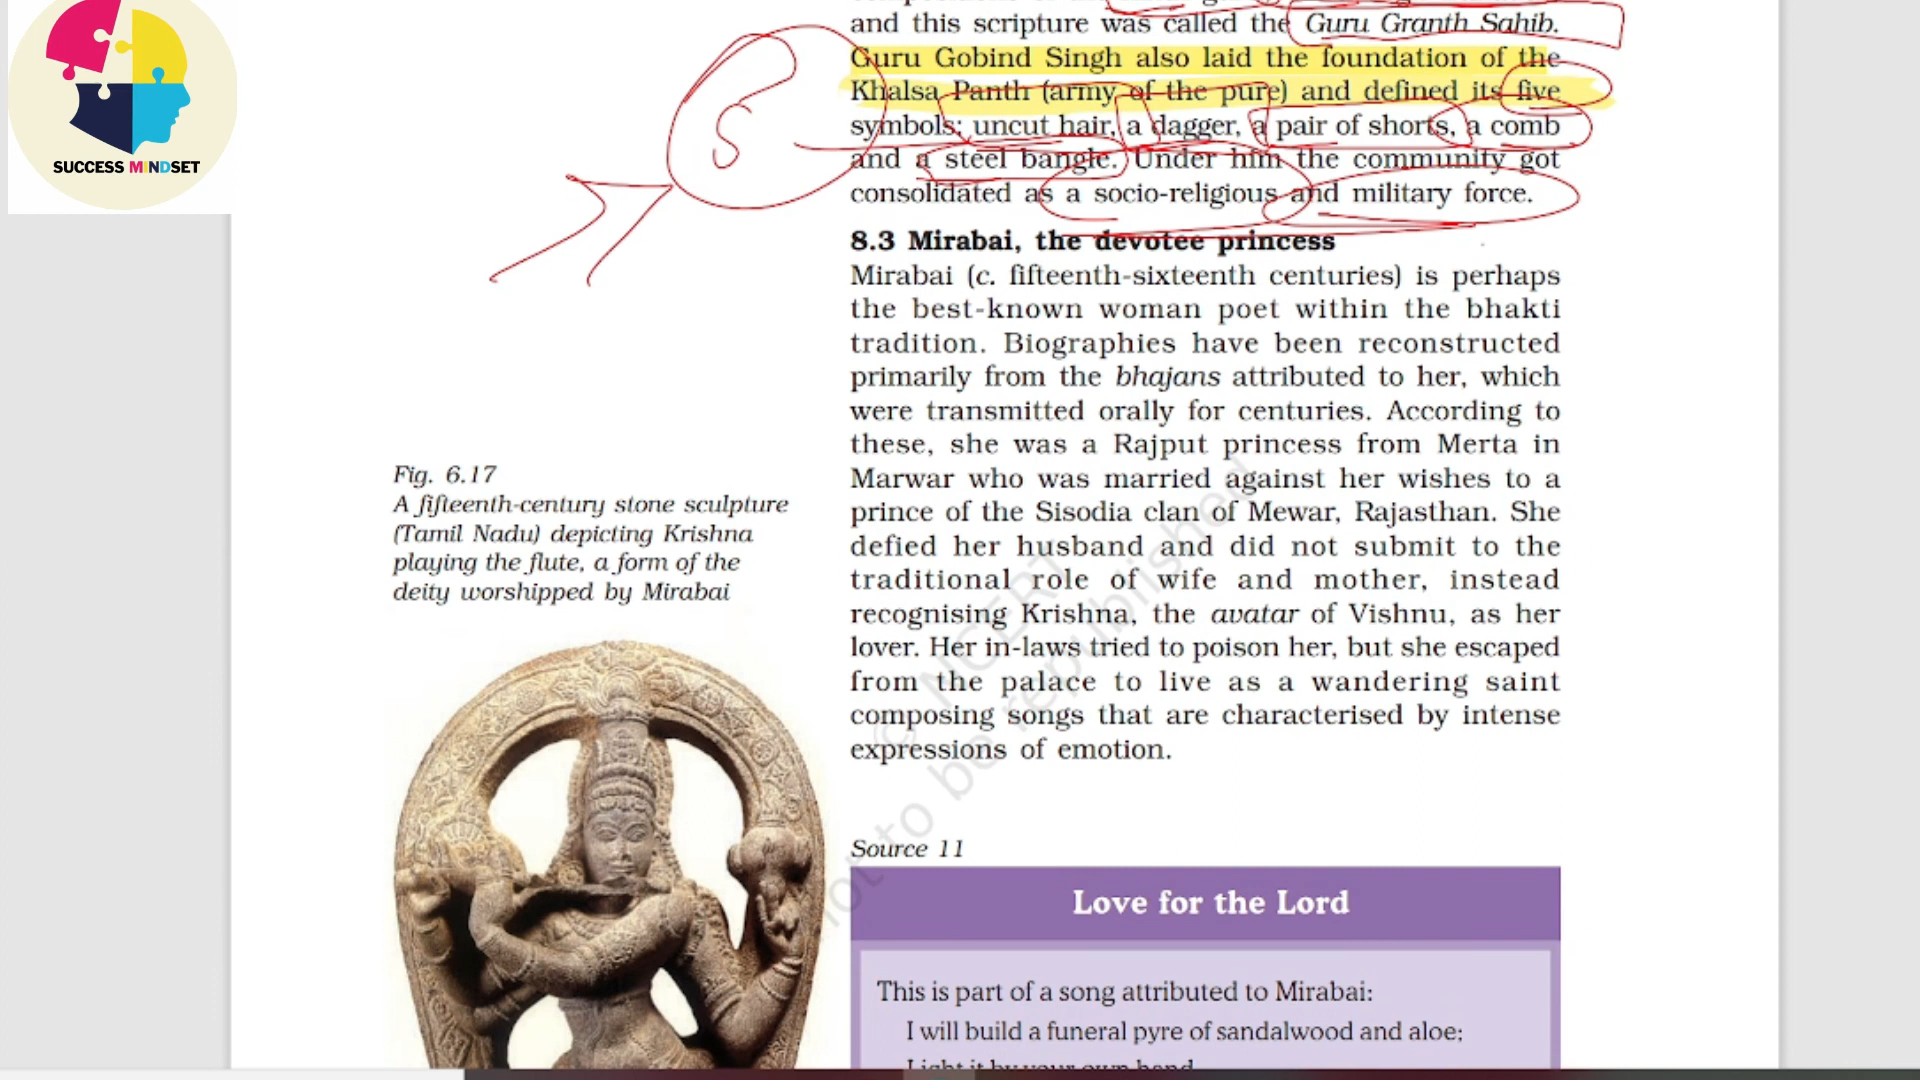 SUCCESS MINDSET
and this scripture was called the Guru Granth Sahib.
Guru Gobind Singh also laid the foundation of the
Khalsa Panth (army of the pure) and defined its five
symbols: uncut hair, a dagger, a pair of shorts, a comb
and a steel bangle. Under him the community got
consolidated as a socio-religious and military force.
8.3 Mirabai, the devotee princess
Mirabai (c. fifteenth-sixteenth centuries) is perhaps
the best-known woman poet within the bhakti
tradition. Biographies have been reconstructed
primarily from the bhajans attributed to her, which
were transmitted orally for centuries. According to
these, she was a Rajput princess from Merta in
Marwar who was married against her wishes to a
prince of the Sisodia clan of Mewar, Rajasthan. She
defied her husband and did not submit to the
traditional role of wife and mother, instead
recognising Krishna, the avatar of Vishnu, as her
lover. Her in-laws tried to poison her, but she escaped
from the palace to live as a wandering saint
composing songs that are characterised by intense
expressions of emotion.
Fig. 6.17
A fifteenth-century stone sculpture
(Tamil Nadu) depicting Krishna
playing the flute, a form of the
deity worshipped by Mirabai
© NCERT
not to be republished
Source 11
Love for the Lord
This is part of a song attributed to Mirabai:
I will build a funeral pyre of sandalwood and aloe;
Light it by your own hand